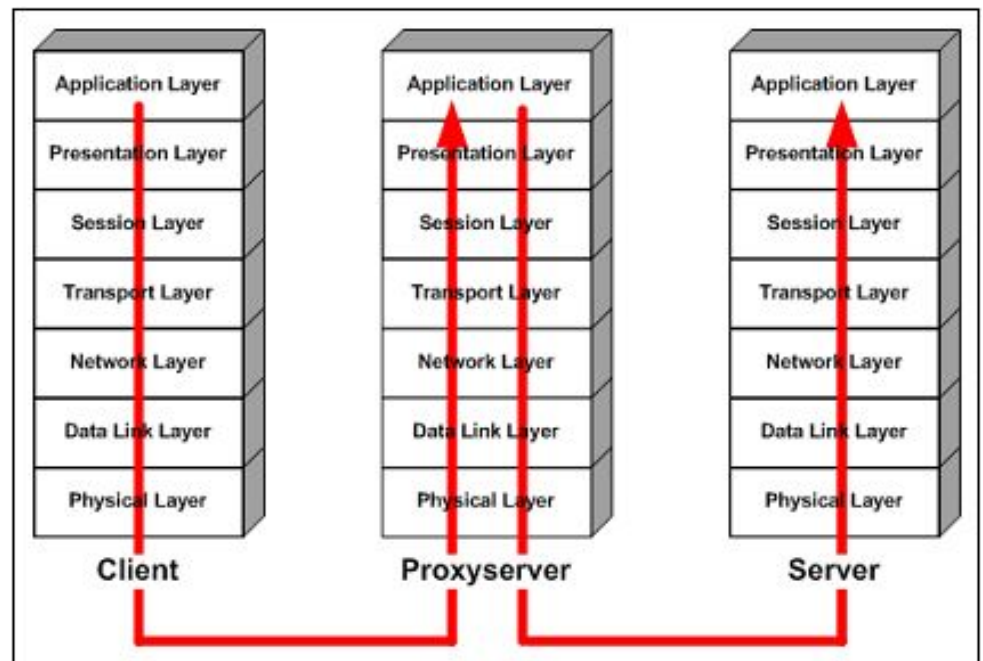 Application Layer
Presentation Layer
Session Layer
Transport Layer
Network Layer
Data Link Layer
Physical Layer
Client
Application Layer
Presentation Layer
Session Layer
Transport Layer
Network Layer
Data Link Layer
Physical Layer
Proxyserver
Application Layer
Presentation Layer
Session Layer
Transport Layer
Network Layer
Data Link Layer
Physical Layer
Server